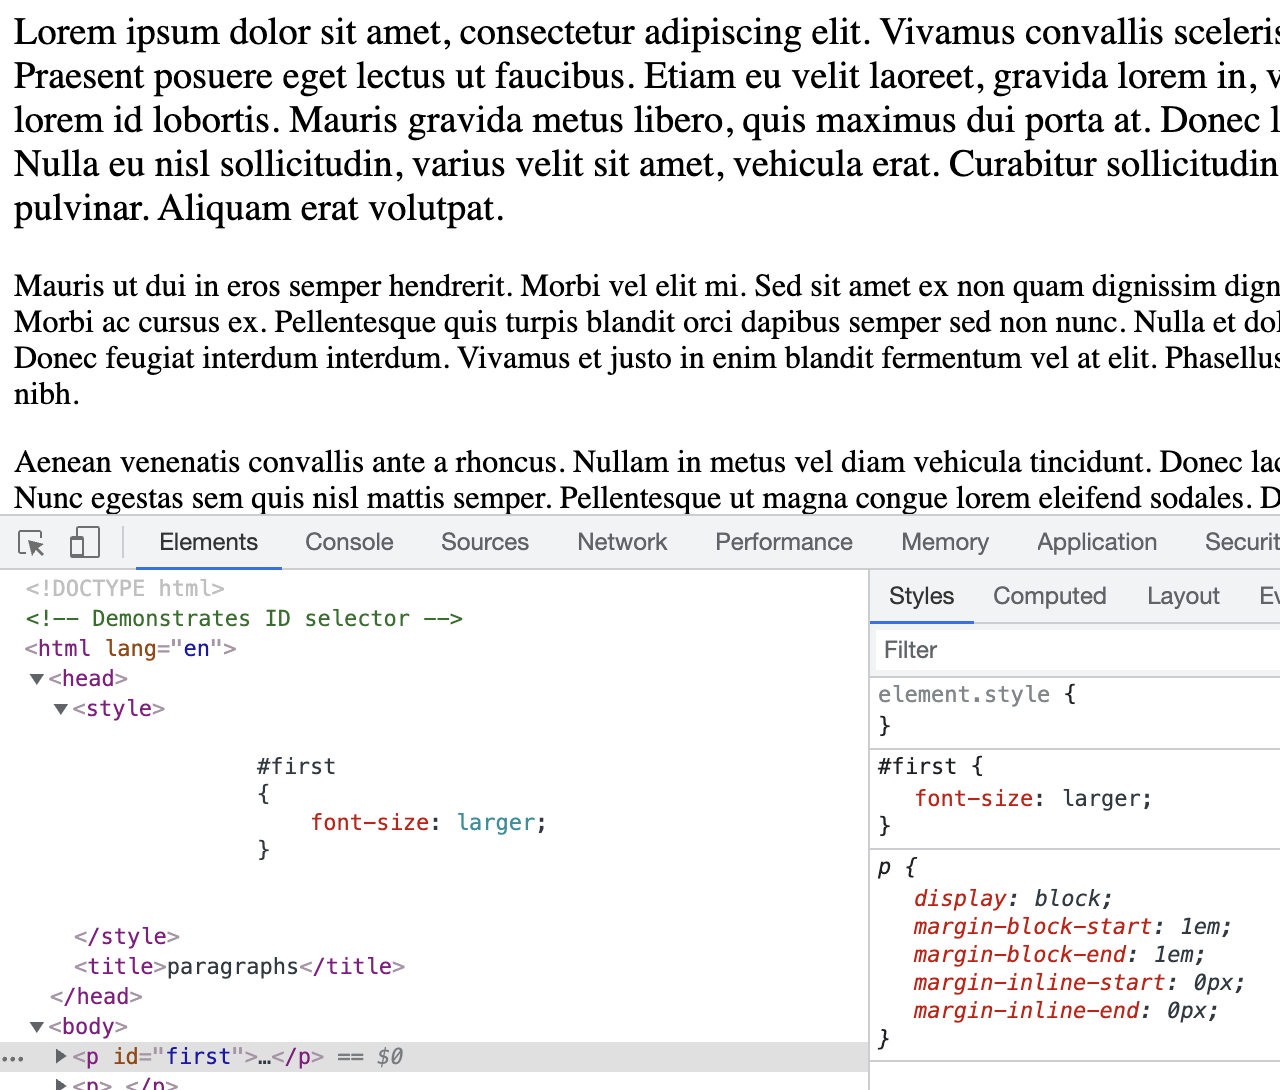 Lorem ipsum dolor sit amet, consectetur adipiscing elit. Vivamus convallis sceleris
Praesent posuere eget lectus ut faucibus. Etiam eu velit laoreet, gravida lorem in, v
lorem id lobortis. Mauris gravida metus libero, quis maximus dui porta at. Donec l
Nulla eu nisl sollicitudin, varius velit sit amet, vehicula erat. Curabitur sollicitudin
pulvinar. Aliquam erat volutpat.
Mauris ut dui in eros semper hendrerit. Morbi vel elit mi. Sed sit amet ex non quam dignissim dign
Morbi ac cursus ex. Pellentesque quis turpis blandit orci dapibus semper sed non nunc. Nulla et dol
Donec feugiat interdum interdum. Vivamus et justo in enim blandit fermentum vel at elit. Phasellus
nibh.
Aenean venenatis convallis ante a rhoncus. Nullam in metus vel diam vehicula tincidunt. Donec lac
Nunc egestas sem quis nisl mattis semper. Pellentesque ut magna congue lorem eleifend sodales. D
Elements Console Sources Network Performance Memory Application Securit
<!DOCTYPE html>
<!-- Demonstrates ID selector -->
<html lang="en">
▼<head>
▼<style>
#first
{
font-size: larger;
}
</style>
<title>paragraphs</title>
</head>
▼<body>
… ▶<p id="first">…</p> == $0
▶<p> </p>
Styles Computed Layout Ev
Filter
element.style {
}
#first {
font-size: larger;
}
p {
display: block;
margin-block-start: 1em;
margin-block-end: 1em;
margin-inline-start: 0px;
margin-inline-end: 0px;
}